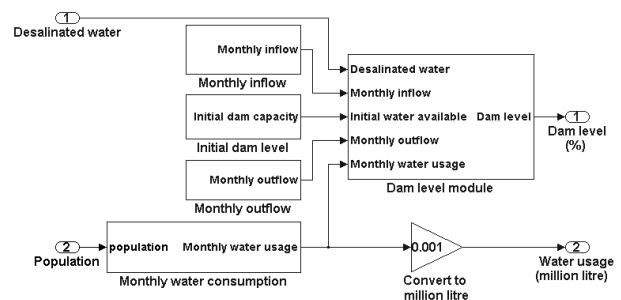 1
Desalinated water
Monthly inflow
Monthly inflow
Initial dam capacity
Initial dam level
Monthly outflow
Monthly outflow
Desalinated water
Monthly inflow
Initial water available
Dam level
Monthly outflow
Monthly water usage
Dam level module
1
Dam level
(%)
2
Population
population
Monthly water usage
Monthly water consumption
0.001
Convert to
million litre
2
Water usage
(million litre)